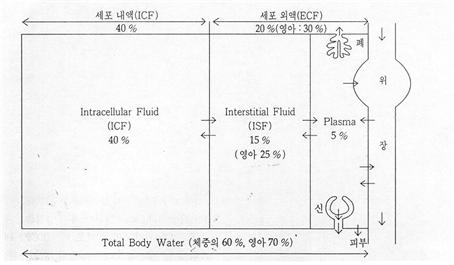 세포 내액(ICF)
40 %
세포 외액(ECF)
20 %(영아 : 30 %)
폐
위
Intracellular Fluid
(ICF)
40 %
Interstitial Fluid
(ISF)
15 %
(영아 25 %)
Plasma
5 %
장
신
피부
Total Body Water (체중의 60 %, 영아 70 %)